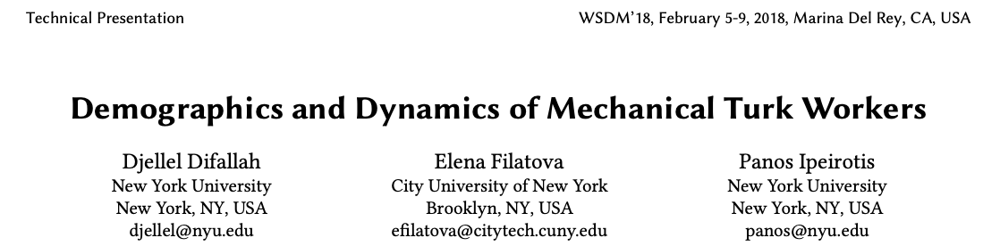 Technical Presentation
WSDM'18, February 5-9, 2018, Marina Del Rey, CA, USA
Demographics and Dynamics of Mechanical Turk Workers
Djellel Difallah
New York University
New York, NY, USA
djellel@nyu.edu
Elena Filatova
City University of New York
Brooklyn, NY, USA
efilatova@citytech.cuny.edu
Panos Ipeirotis
New York University
New York, NY, USA
panos@nyu.edu